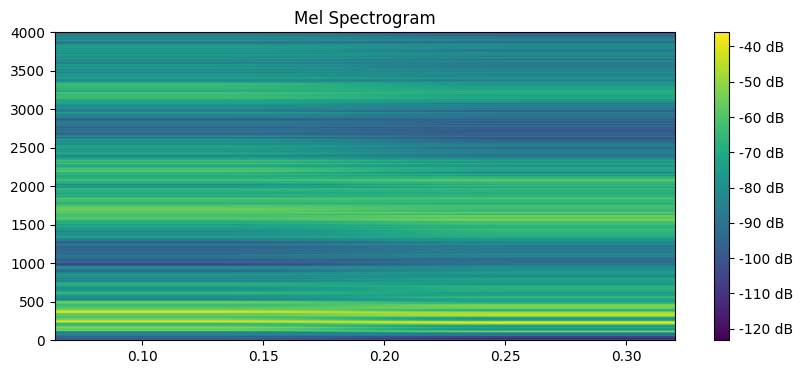 Mel Spectrogram
4000
3500
3000
2500
2000
1500
1000
500
0
0.10 0.15 0.20 0.25 0.30
-40 dB
-50 dB
-60 dB
-70 dB
-80 dB
-90 dB
-100 dB
-110 dB
-120 dB